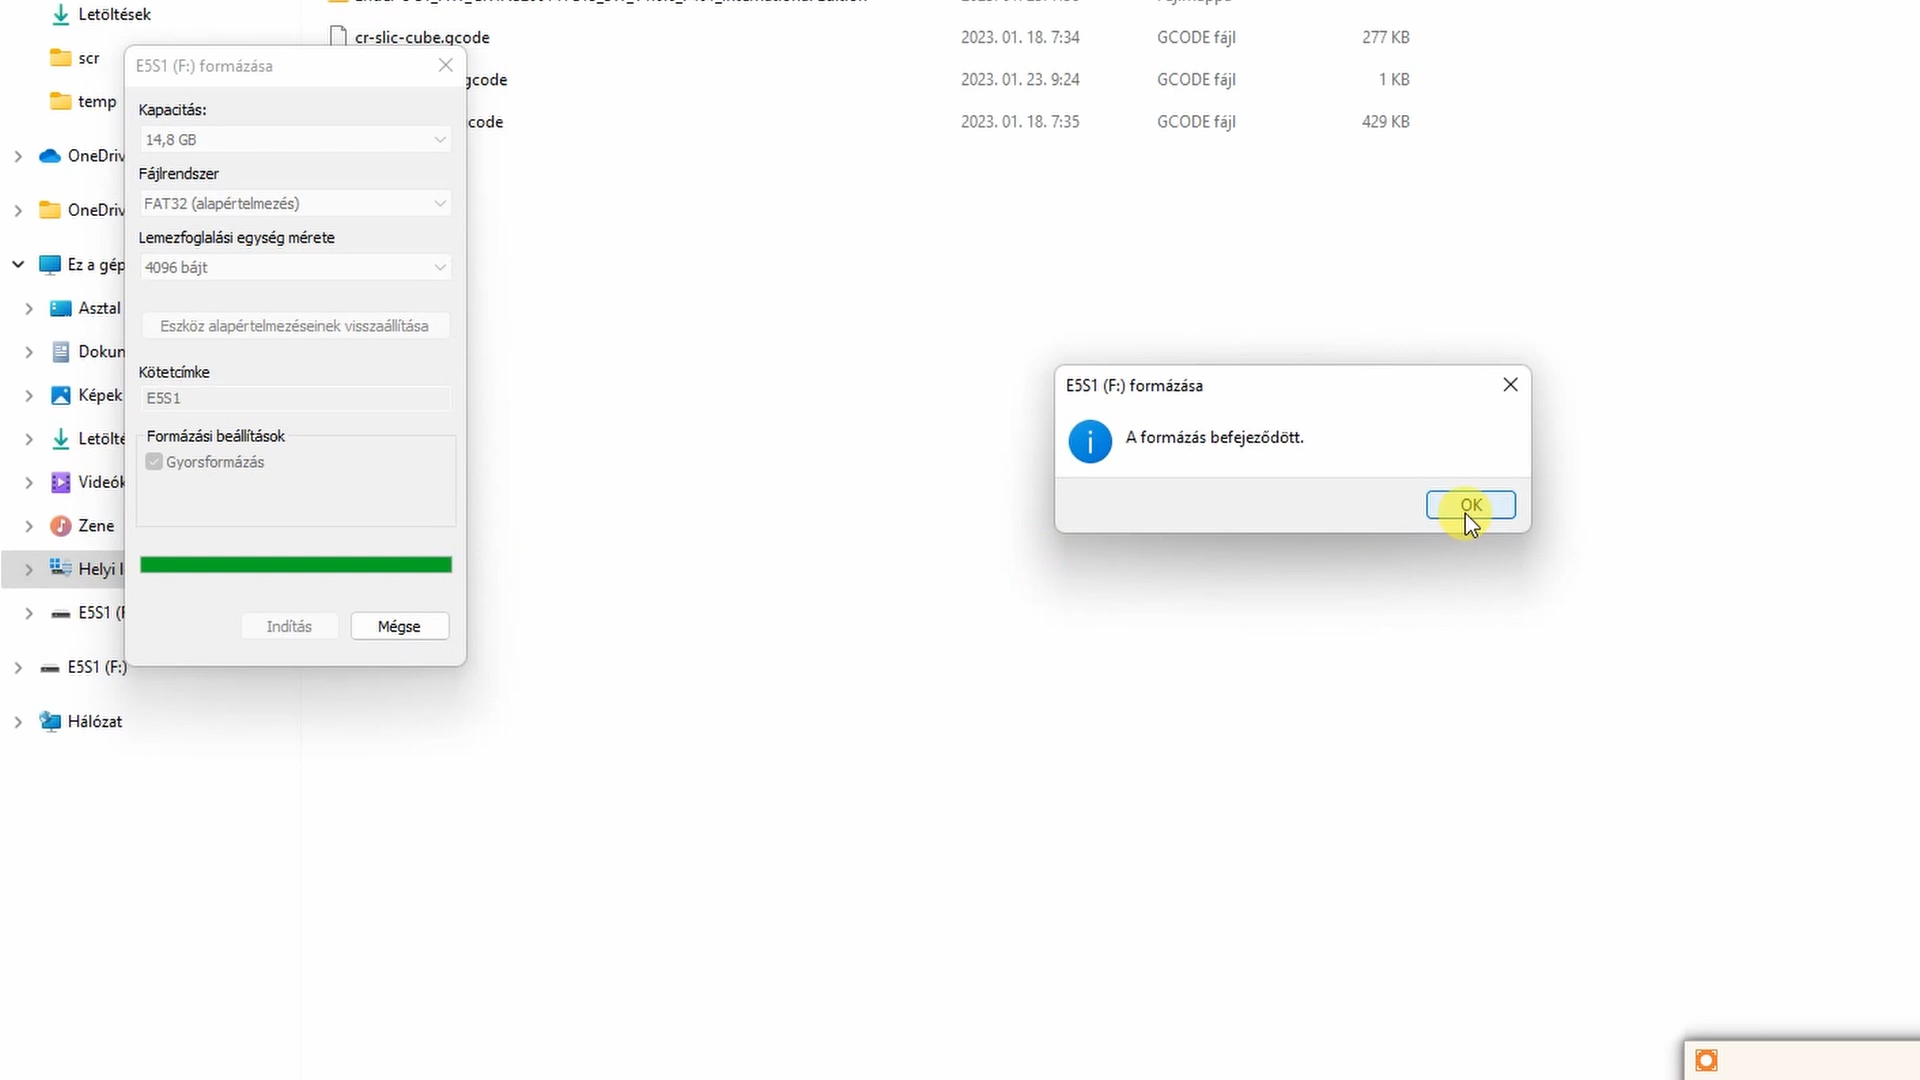 Letöltések
scr
temp
OneDriv
OneDriv
Ez a gép
Asztal
Dokun
Képek
Letölté
Videók
Zene
Helyi l
E5S1 (F
E5S1 (F:)
Hálózat
cr-slic-cube.gcode 2023. 01. 18. 7:34 GCODE fájl 277 KB
gcode 2023. 01. 23. 9:24 GCODE fájl 1 KB
code 2023. 01. 18. 7:35 GCODE fájl 429 KB
E5S1 (F:) formázása
Kapacitás:
14,8 GB
Fájlrendszer
FAT32 (alapértelmezés)
Lemezfoglalási egység mérete
4096 bájt
Eszköz alapértelmezéseinek visszaállítása
Kötetcímke
E5S1
Formázási beállítások
Gyorsformázás
Indítás
Mégse
E5S1 (F:) formázása
A formázás befejeződött.
OK